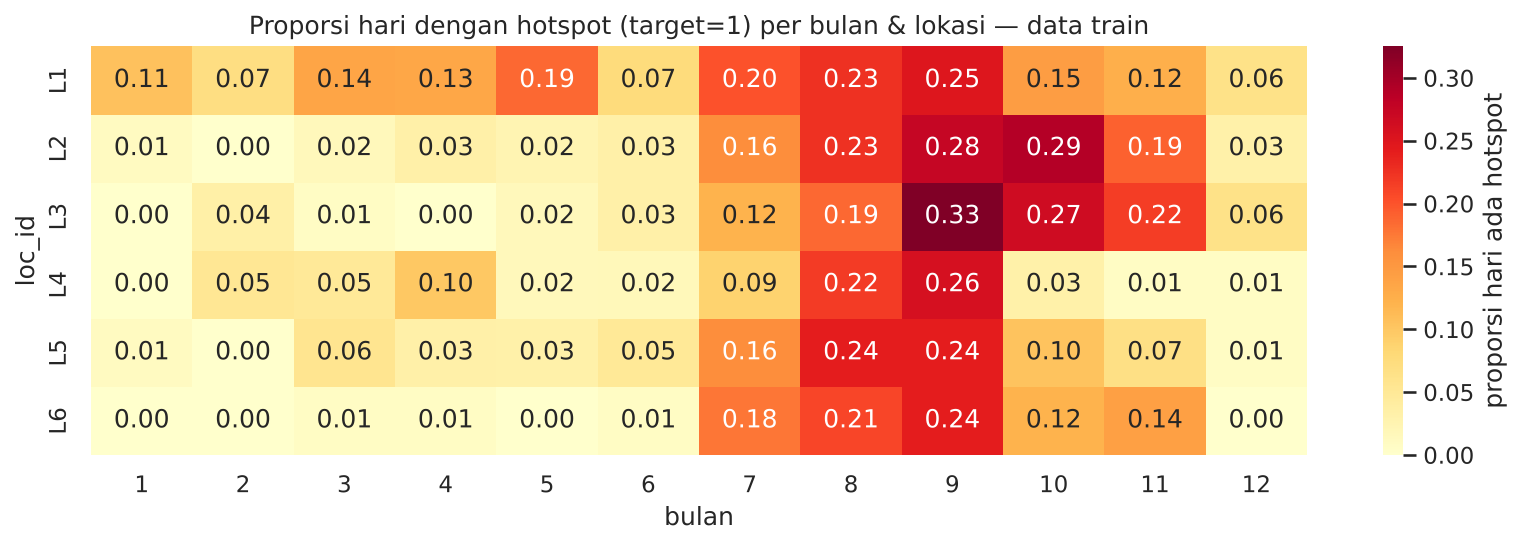 Proporsi hari dengan hotspot (target=1) per bulan & lokasi — data train
L1 0.11 0.07 0.14 0.13 0.19 0.07 0.20 0.23 0.25 0.15 0.12 0.06
L2 0.01 0.00 0.02 0.03 0.02 0.03 0.16 0.23 0.28 0.29 0.19 0.03
L3 0.00 0.04 0.01 0.00 0.02 0.03 0.12 0.19 0.33 0.27 0.22 0.06
L4 0.00 0.05 0.05 0.10 0.02 0.02 0.09 0.22 0.26 0.03 0.01 0.01
L5 0.01 0.00 0.06 0.03 0.03 0.05 0.16 0.24 0.24 0.10 0.07 0.01
L6 0.00 0.00 0.01 0.01 0.00 0.01 0.18 0.21 0.24 0.12 0.14 0.00
1 2 3 4 5 6 7 8 9 10 11 12
bulan
loc_id
0.30
0.25
0.20
0.15
0.10
0.05
0.00
proporsi hari ada hotspot